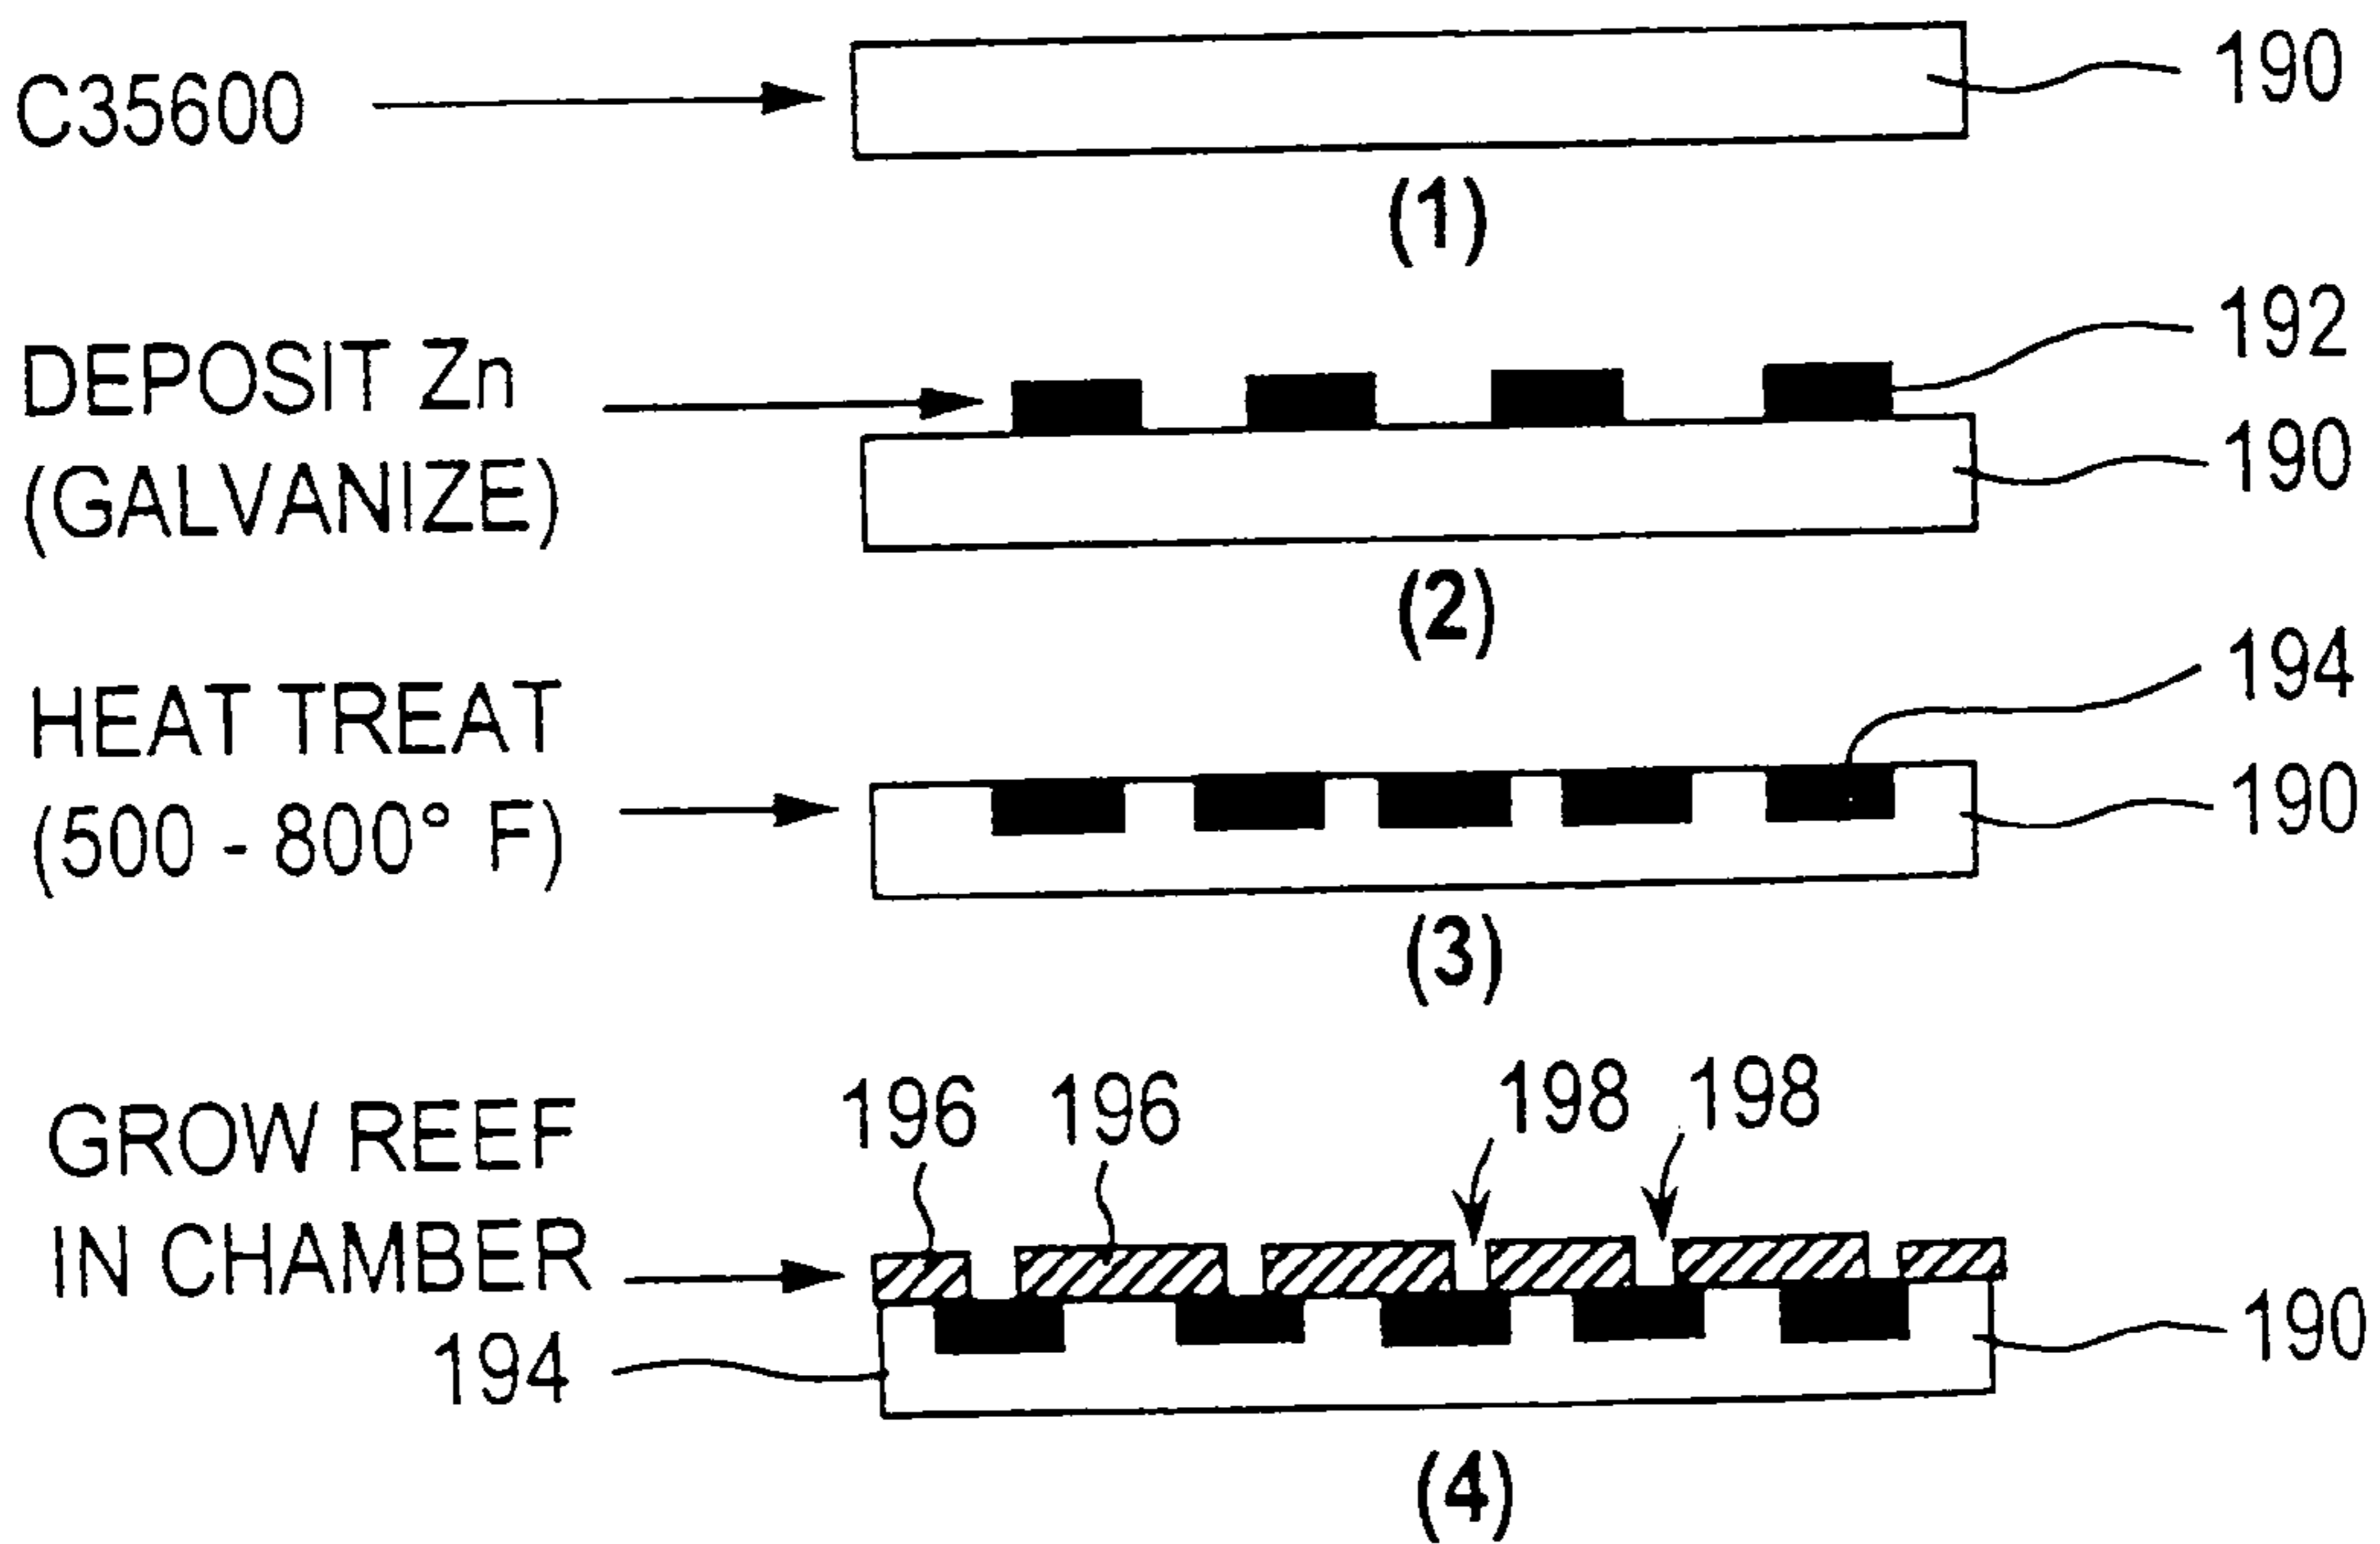 C35600
190
(1)
DEPOSIT Zn
(GALVANIZE)
192
190
(2)
HEAT TREAT
(500 - 800° F)
194
190
(3)
GROW REEF
IN CHAMBER
196 196 198 198
194
190
(4)